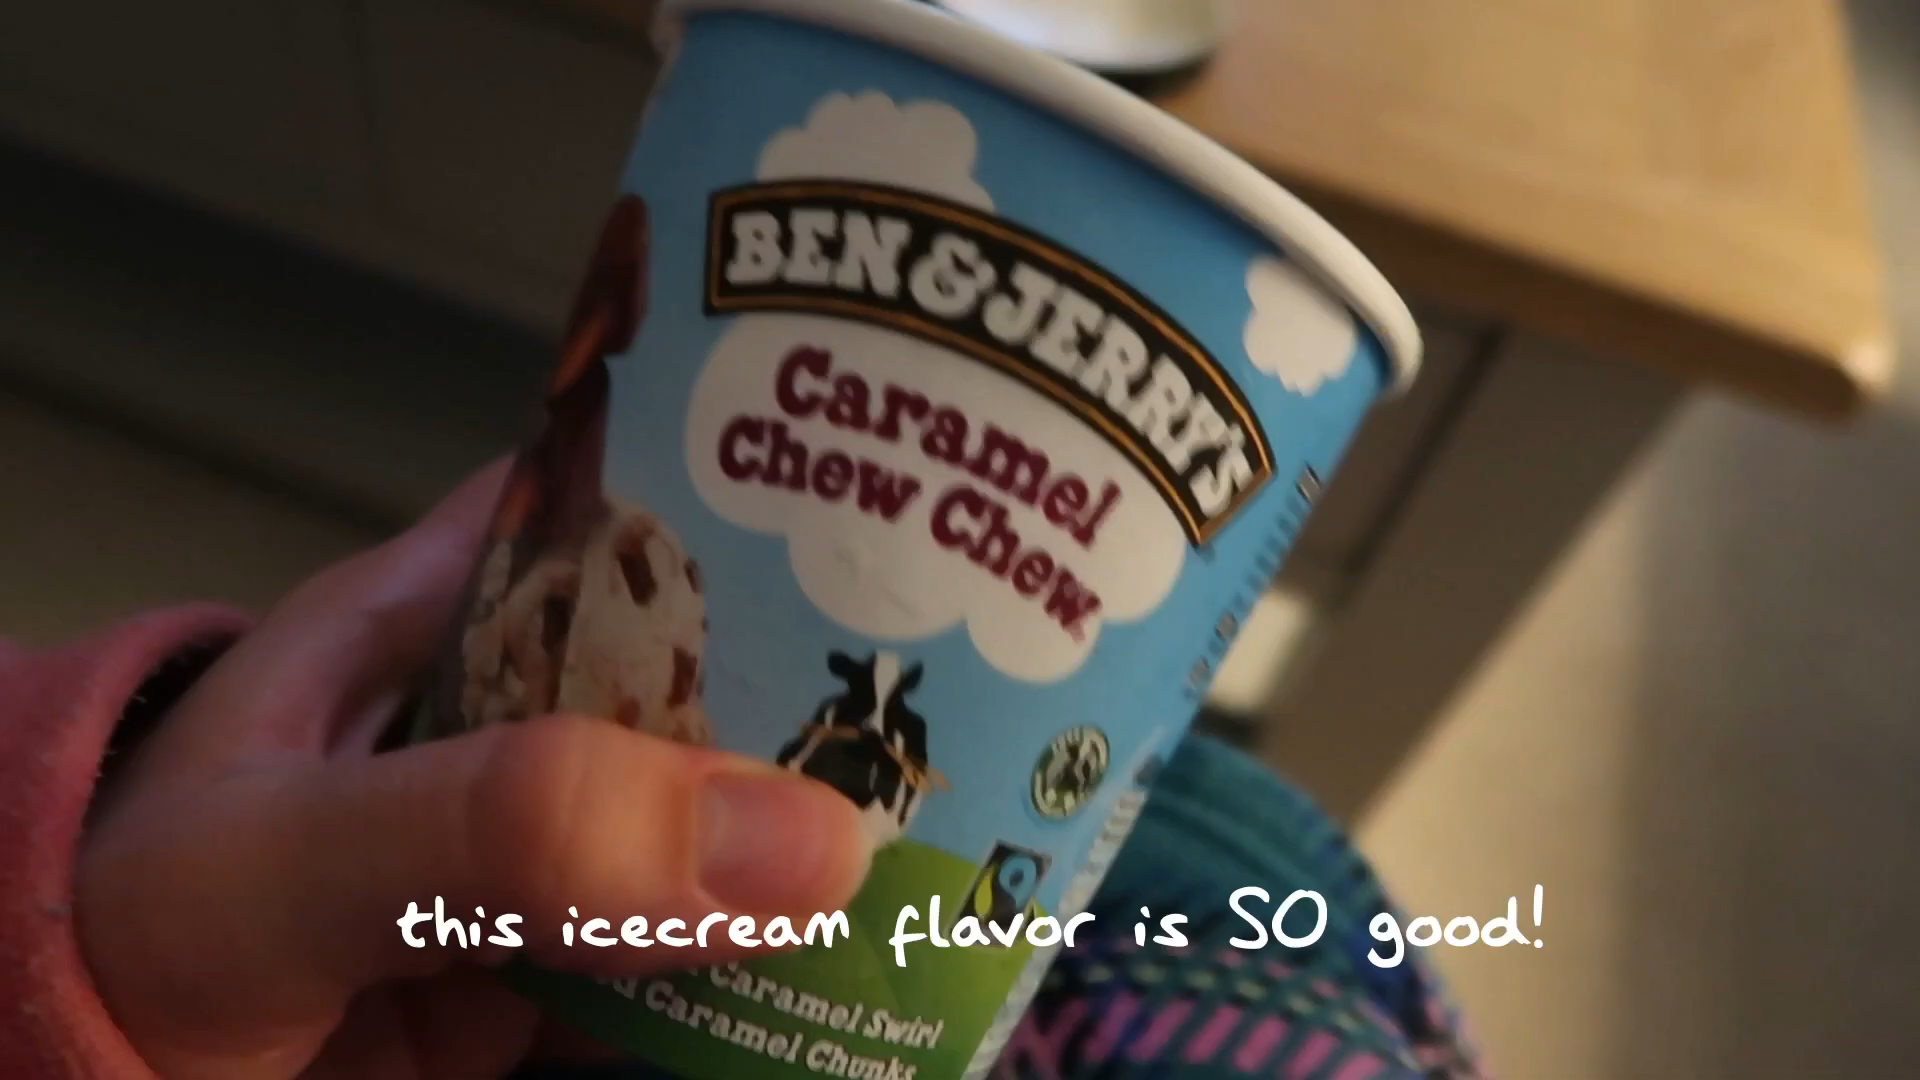 BEN & JERRY'S
Caramel
Chew Chew
this icecream flavor is SO good!
Caramel Swirl
Caramel Chunks